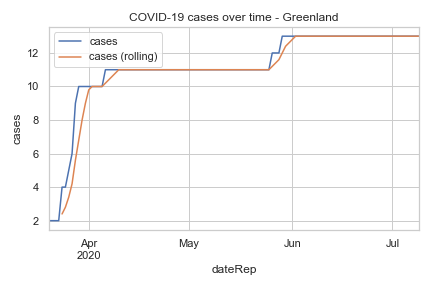 COVID-19 cases over time - Greenland
cases
cases (rolling)
12
10
8
6
4
2
cases
Apr
2020
May
Jun
Jul
dateRep